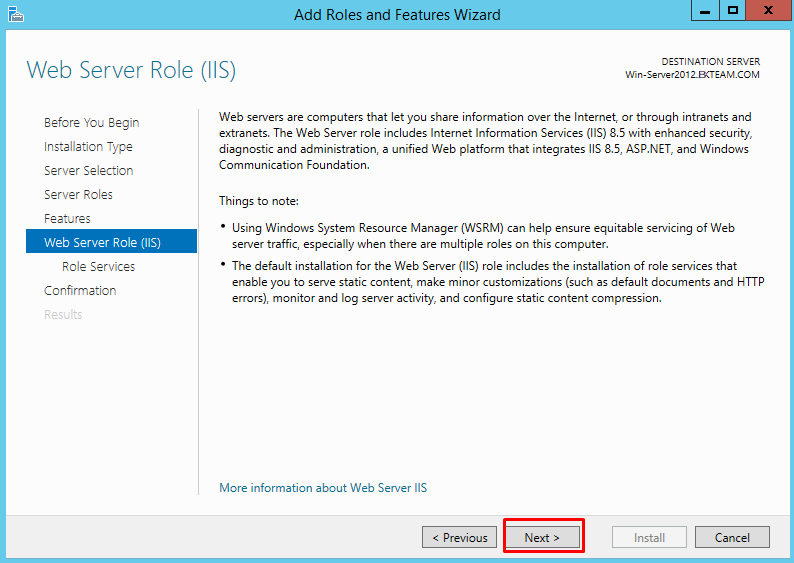 Add Roles and Features Wizard
Web Server Role (IIS)
DESTINATION SERVER
Win-Server2012.EKTEAM.COM
Before You Begin
Installation Type
Server Selection
Server Roles
Features
Web Server Role (IIS)
Role Services
Confirmation
Results
Web servers are computers that let you share information over the Internet, or through intranets and
extranets. The Web Server role includes Internet Information Services (IIS) 8.5 with enhanced security,
diagnostic and administration, a unified Web platform that integrates IIS 8.5, ASP.NET, and Windows
Communication Foundation.
Things to note:
• Using Windows System Resource Manager (WSRM) can help ensure equitable servicing of Web
server traffic, especially when there are multiple roles on this computer.
• The default installation for the Web Server (IIS) role includes the installation of role services that
enable you to serve static content, make minor customizations (such as default documents and HTTP
errors), monitor and log server activity, and configure static content compression.
More information about Web Server IIS
< Previous
Next >
Install
Cancel